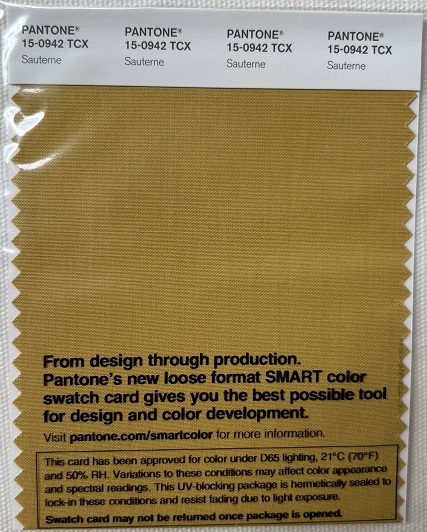 PANTONE® PANTONE® PANTONE® PANTONE®
15-0942 TCX 15-0942 TCX 15-0942 TCX 15-0942 TCX
Sauterne Sauterne Sauterne Sauterne
From design through production.
Pantone's new loose format SMART color
swatch card gives you the best possible tool
for design and color development.
Visit pantone.com/smartcolor for more information.
This card has been approved for color under D65 lighting, 21°C (70°F)
and 50% RH. Variations to these conditions may affect color appearance
and spectral readings. This UV-blocking package is hermetically sealed to
lock-in these conditions and resist fading due to light exposure.
Swatch card may not be returned once package is opened.